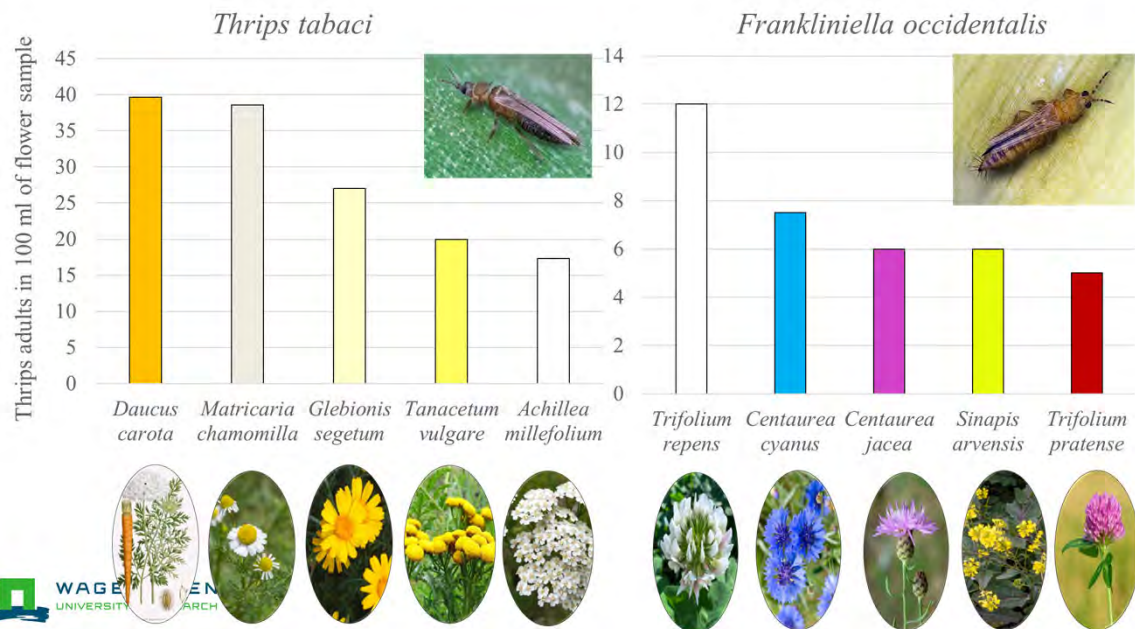 Thrips tabaci
Thrips adults in 100 ml of flower sample
45
40
35
30
25
20
15
10
5
0
Daucus
carota
Matricaria
chamomilla
Glebionis
segetum
Tanacetum
vulgare
Achillea
millefolium
Frankliniella occidentalis
14
12
10
8
6
4
2
0
Trifolium
repens
Centaurea
cyanus
Centaurea
jacea
Sinapis
arvensis
Trifolium
pratense
UNIVERSITY